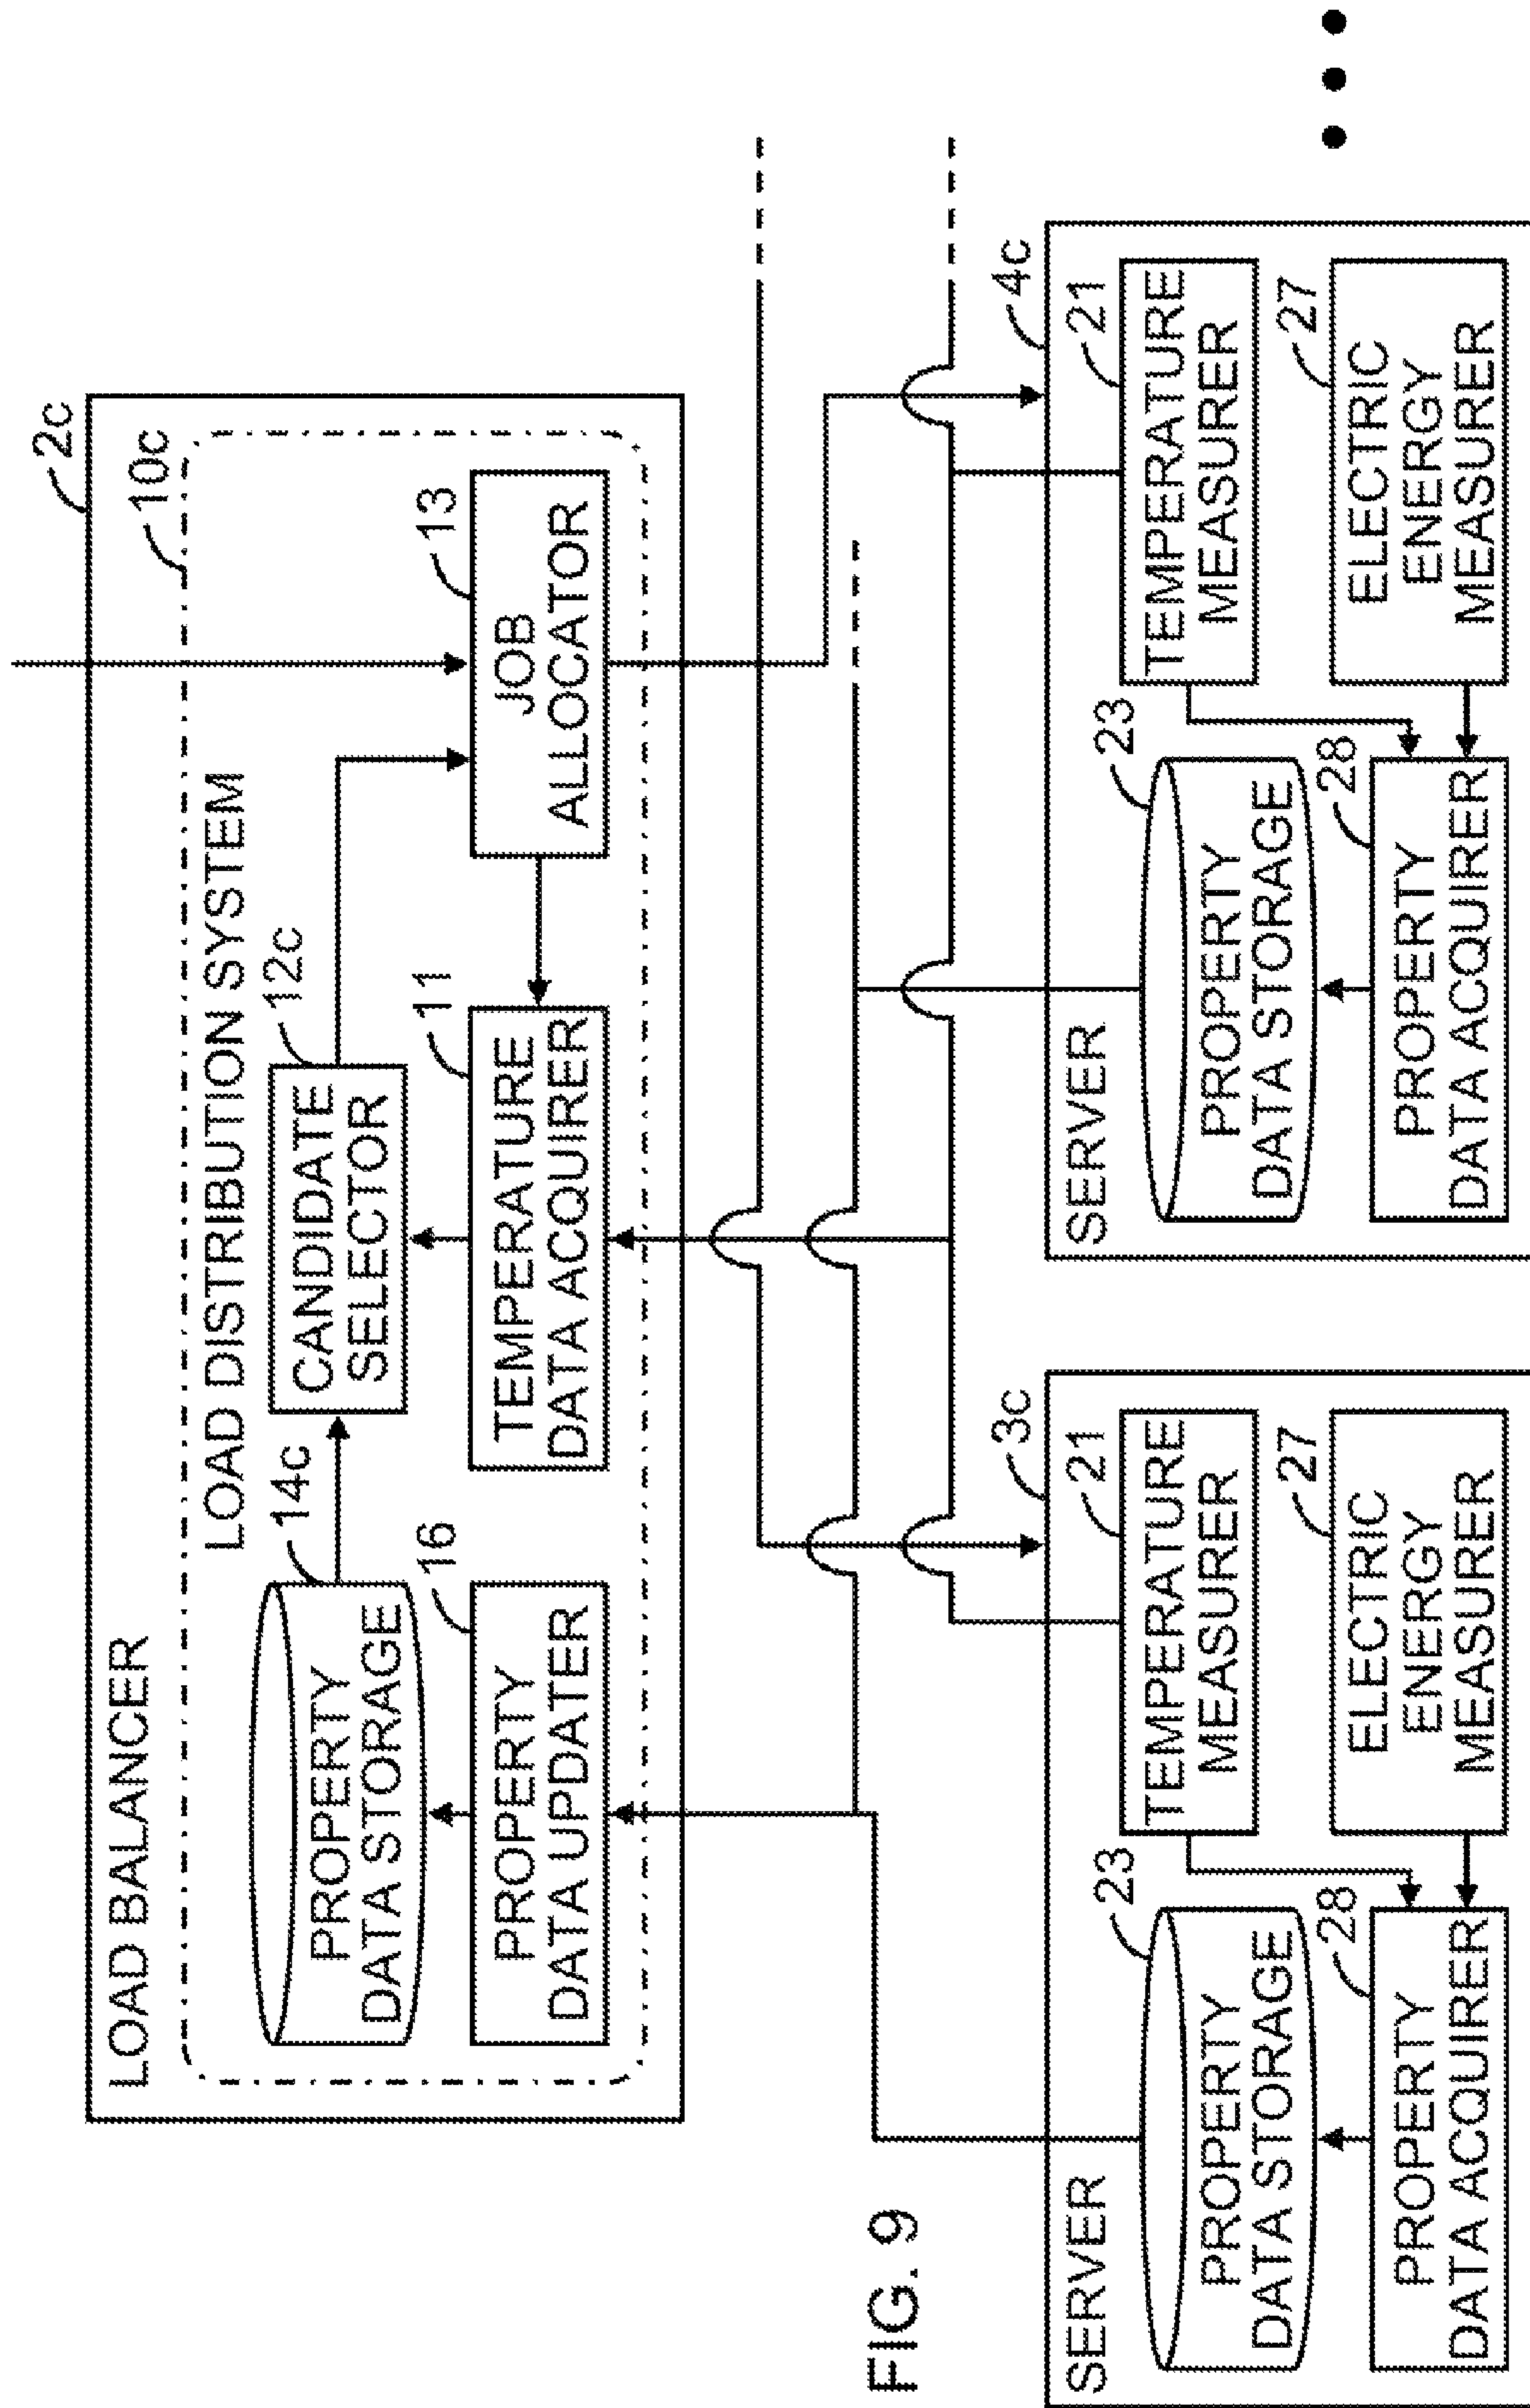 FIG. 9
LOAD BALANCER
2c
10c
LOAD DISTRIBUTION SYSTEM
14c
PROPERTY
DATA STORAGE
12c
CANDIDATE
SELECTOR
16
PROPERTY
DATA UPDATER
11
TEMPERATURE
DATA ACQUIRER
13
JOB
ALLOCATOR
SERVER
3c
23
PROPERTY
DATA STORAGE
21
TEMPERATURE
MEASURER
28
PROPERTY
DATA ACQUIRER
27
ELECTRIC
ENERGY
MEASURER
SERVER
4c
23
PROPERTY
DATA STORAGE
21
TEMPERATURE
MEASURER
28
PROPERTY
DATA ACQUIRER
27
ELECTRIC
ENERGY
MEASURER